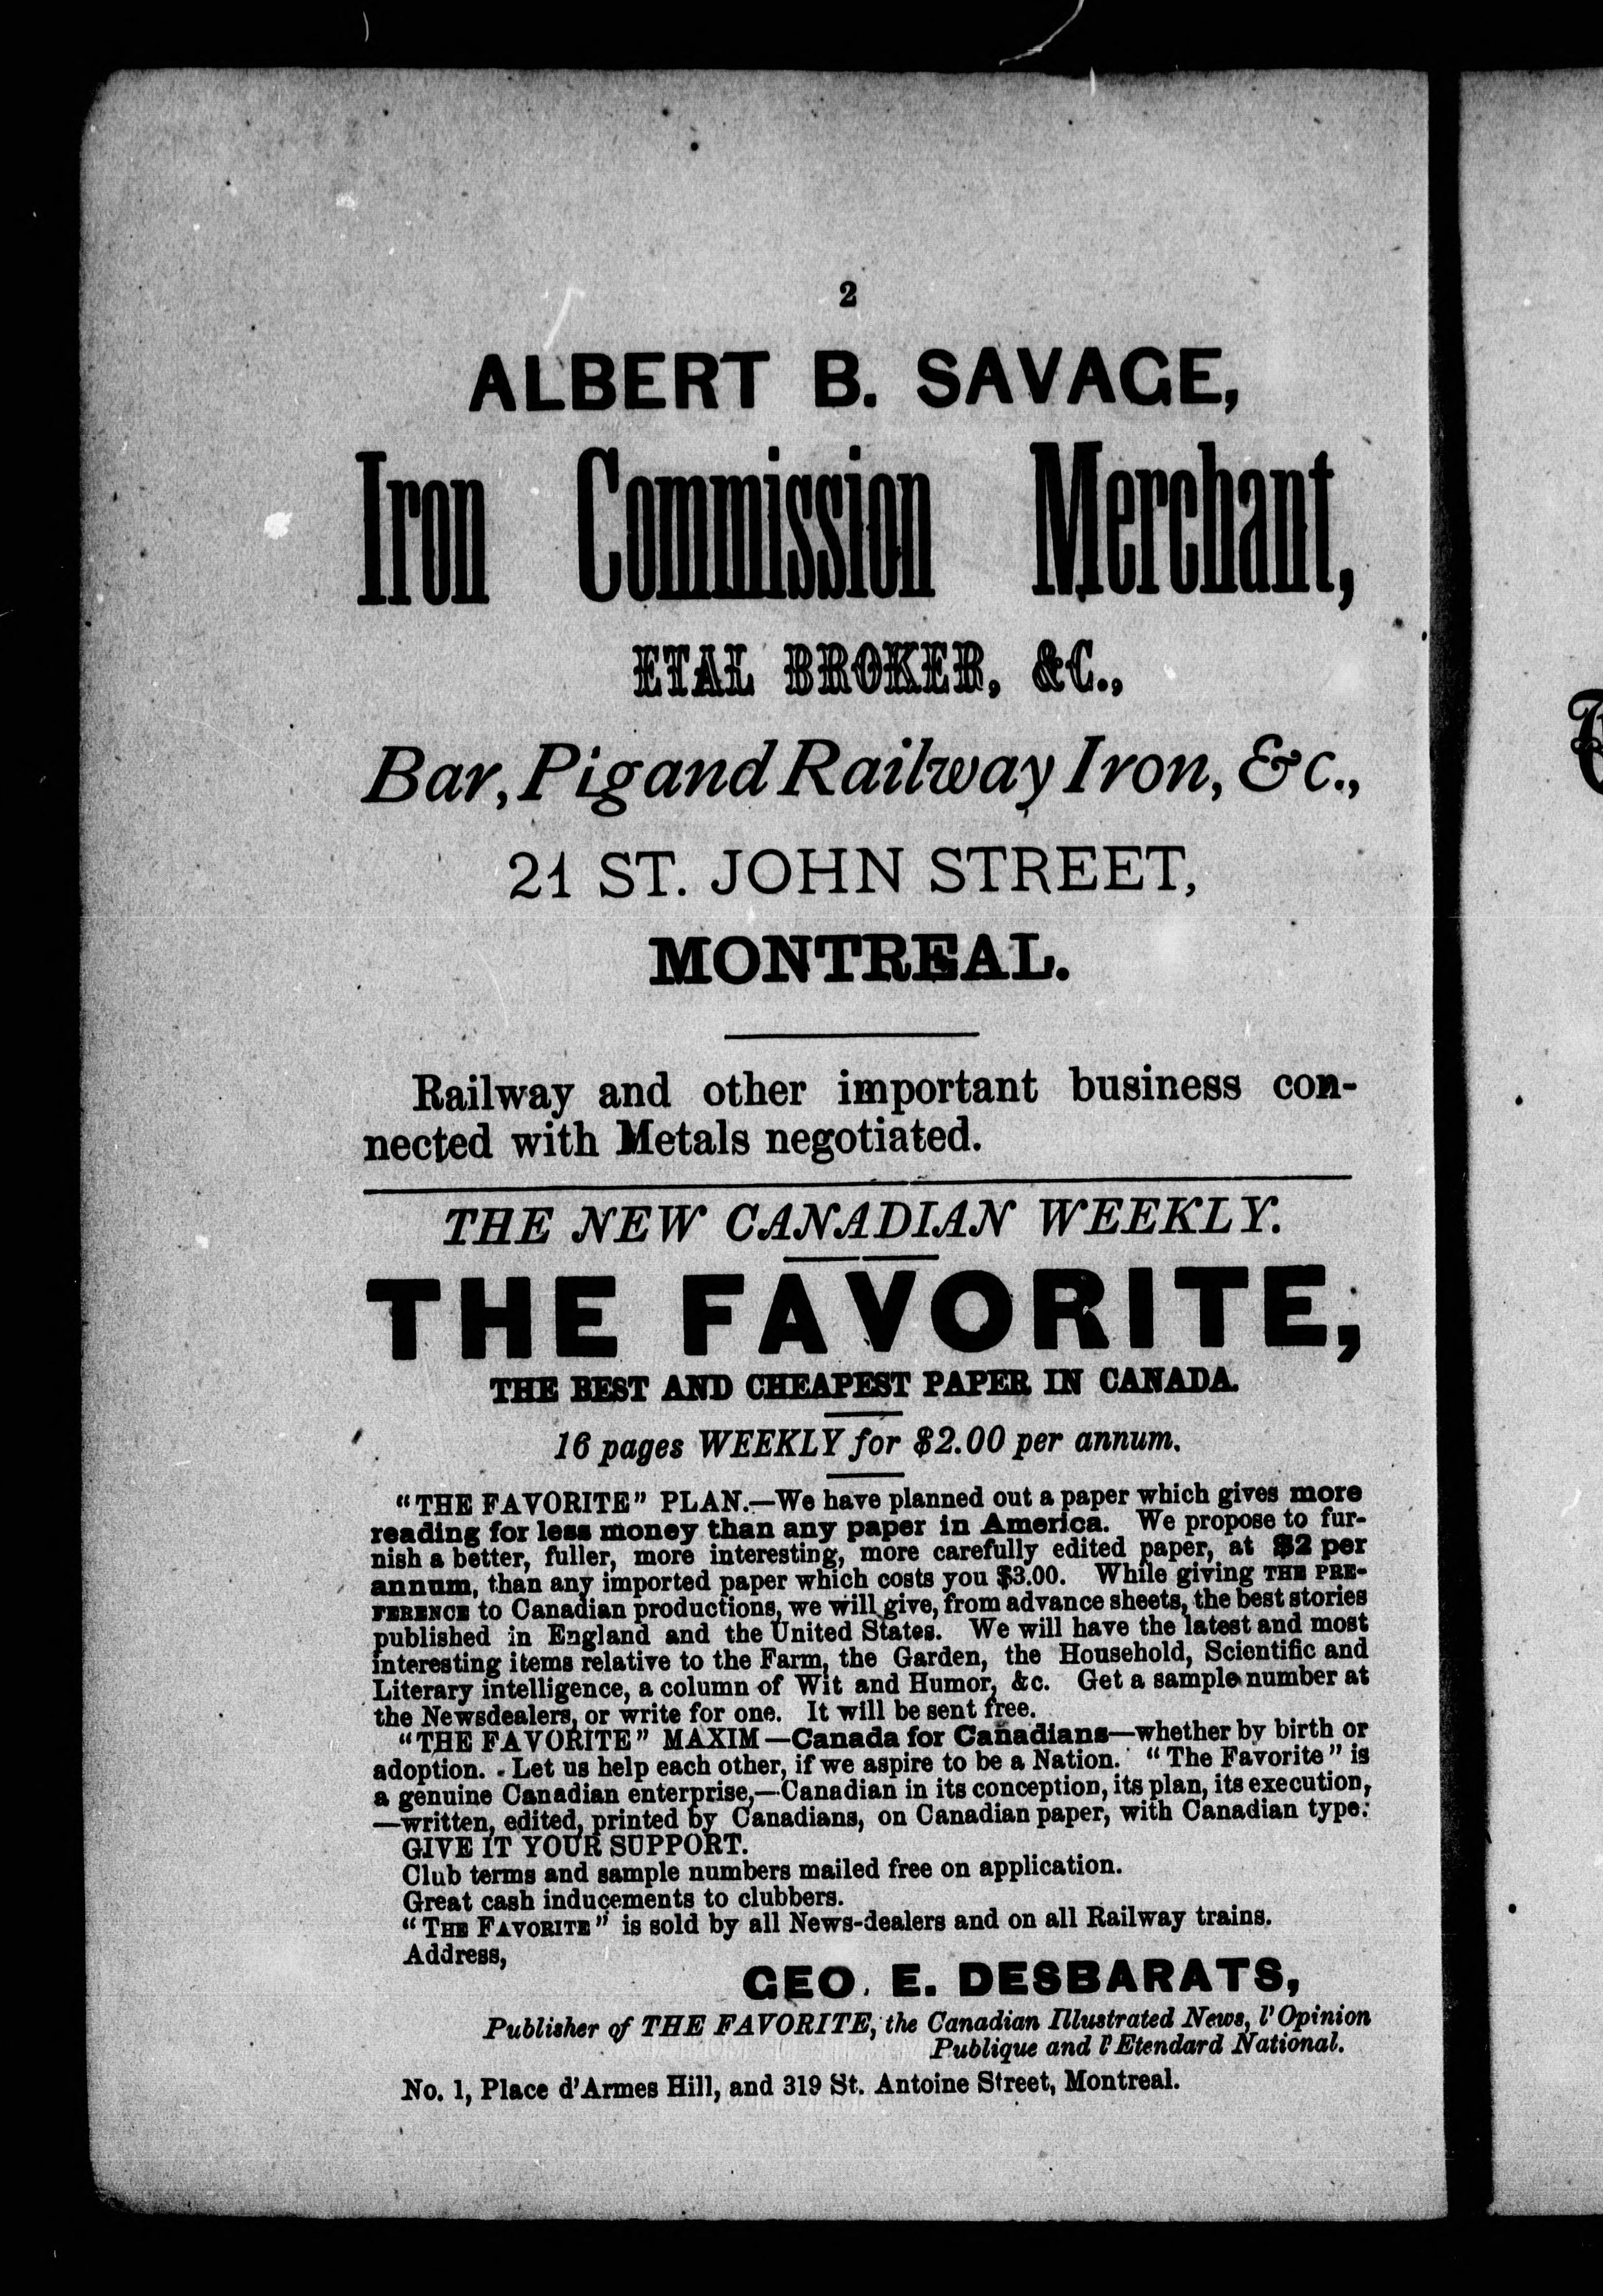 2
ALBERT B. SAVAGE,
Iron Commission Merchant,
ETAL BROKER, &C.,
Bar, Pig and Railway Iron, &c.,
21 ST. JOHN STREET,
MONTREAL.
Railway and other important business con-
nected with Metals negotiated.
THE NEW CANADIAN WEEKLY.
THE FAVORITE,
THE BEST AND CHEAPEST PAPER IN CANADA.
16 pages WEEKLY for $2.00 per annum.
"THE FAVORITE" PLAN.—We have planned out a paper which gives more
reading for less money than any paper in America. We propose to fur-
nish a better, fuller, more interesting, more carefully edited paper, at $2 per
annum, than any imported paper which costs you $3.00. While giving THE PRE-
FERENCE to Canadian productions, we will give, from advance sheets, the best stories
published in England and the United States. We will have the latest and most
interesting items relative to the Farm, the Garden, the Household, Scientific and
Literary intelligence, a column of Wit and Humor, &c. Get a sample number at
the Newsdealers, or write for one. It will be sent free.
"THE FAVORITE" MAXIM—Canada for Canadians—whether by birth or
adoption. Let us help each other, if we aspire to be a Nation. "The Favorite" is
a genuine Canadian enterprise,—Canadian in its conception, its plan, its execution,
—written, edited, printed by Canadians, on Canadian paper, with Canadian type.
GIVE IT YOUR SUPPORT.
Club terms and sample numbers mailed free on application.
Great cash inducements to clubbers.
"THE FAVORITE" is sold by all News-dealers and on all Railway trains.
Address,
GEO. E. DESBARATS,
Publisher of THE FAVORITE, the Canadian Illustrated News, l'Opinion
Publique and l'Etendard National.
No. 1, Place d'Armes Hill, and 319 St. Antoine Street, Montreal.